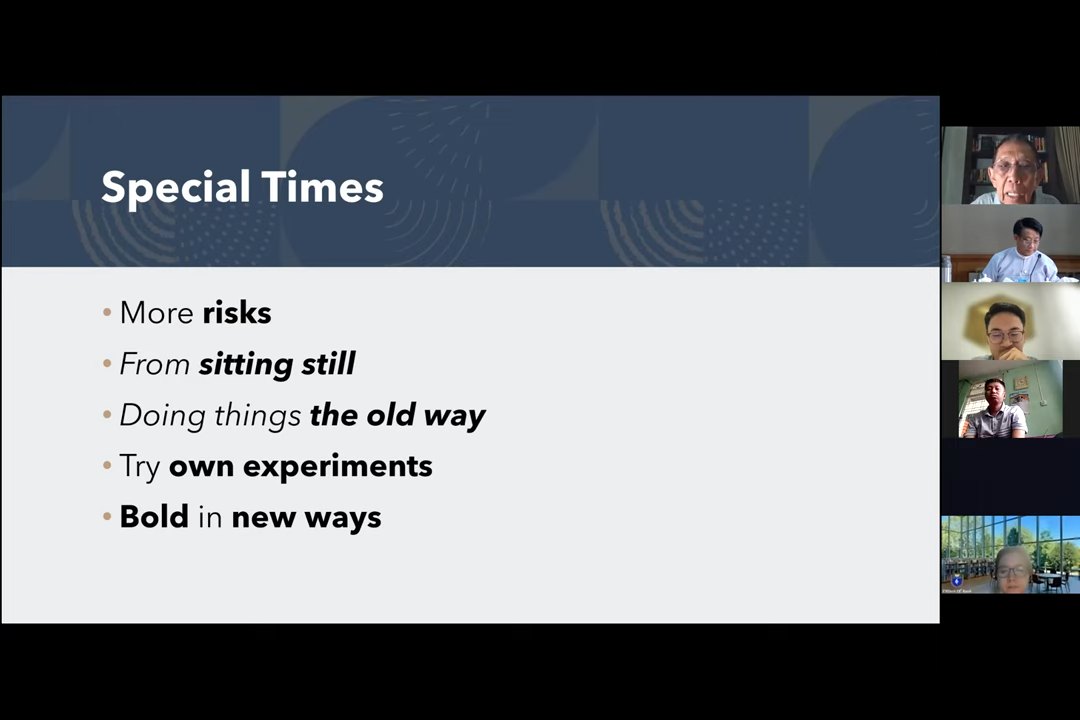 Special Times
• More risks
• From sitting still
• Doing things the old way
• Try own experiments
• Bold in new ways